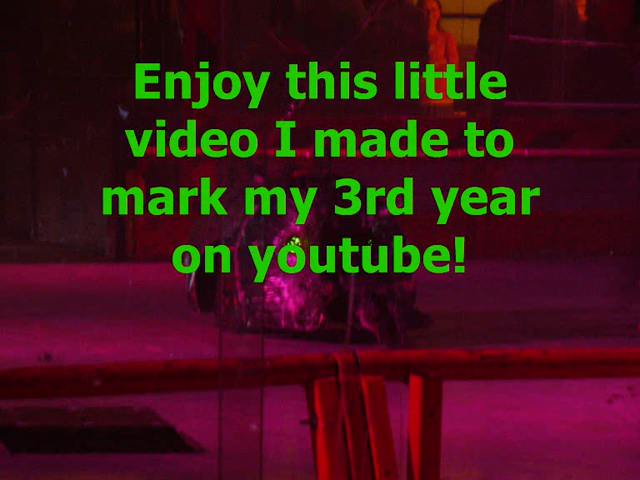 Enjoy this little
video I made to
mark my 3rd year
on youtube!